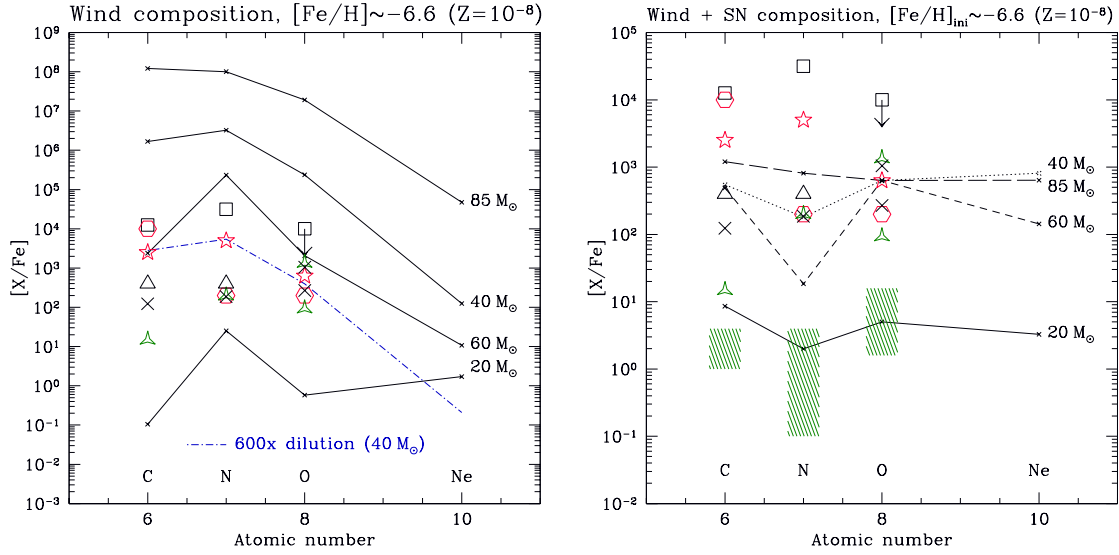 Wind composition, [Fe/H]~−6.6 (Z=10⁻⁸)
10⁹
10⁸
10⁷
10⁶
10⁵
10⁴
10³
10²
10¹
10⁰
10⁻¹
10⁻²
10⁻³
[X/Fe]
85 M☉
40 M☉
60 M☉
20 M☉
600x dilution (40 M☉)
C N O Ne
6 7 8 9 10
Atomic number
Wind + SN composition, [Fe/H]ᵢₙᵢ~−6.6 (Z=10⁻⁸)
10⁵
10⁴
10³
10²
10¹
10⁰
10⁻¹
10⁻²
[X/Fe]
40 M☉
85 M☉
60 M☉
20 M☉
C N O Ne
6 7 8 9 10
Atomic number